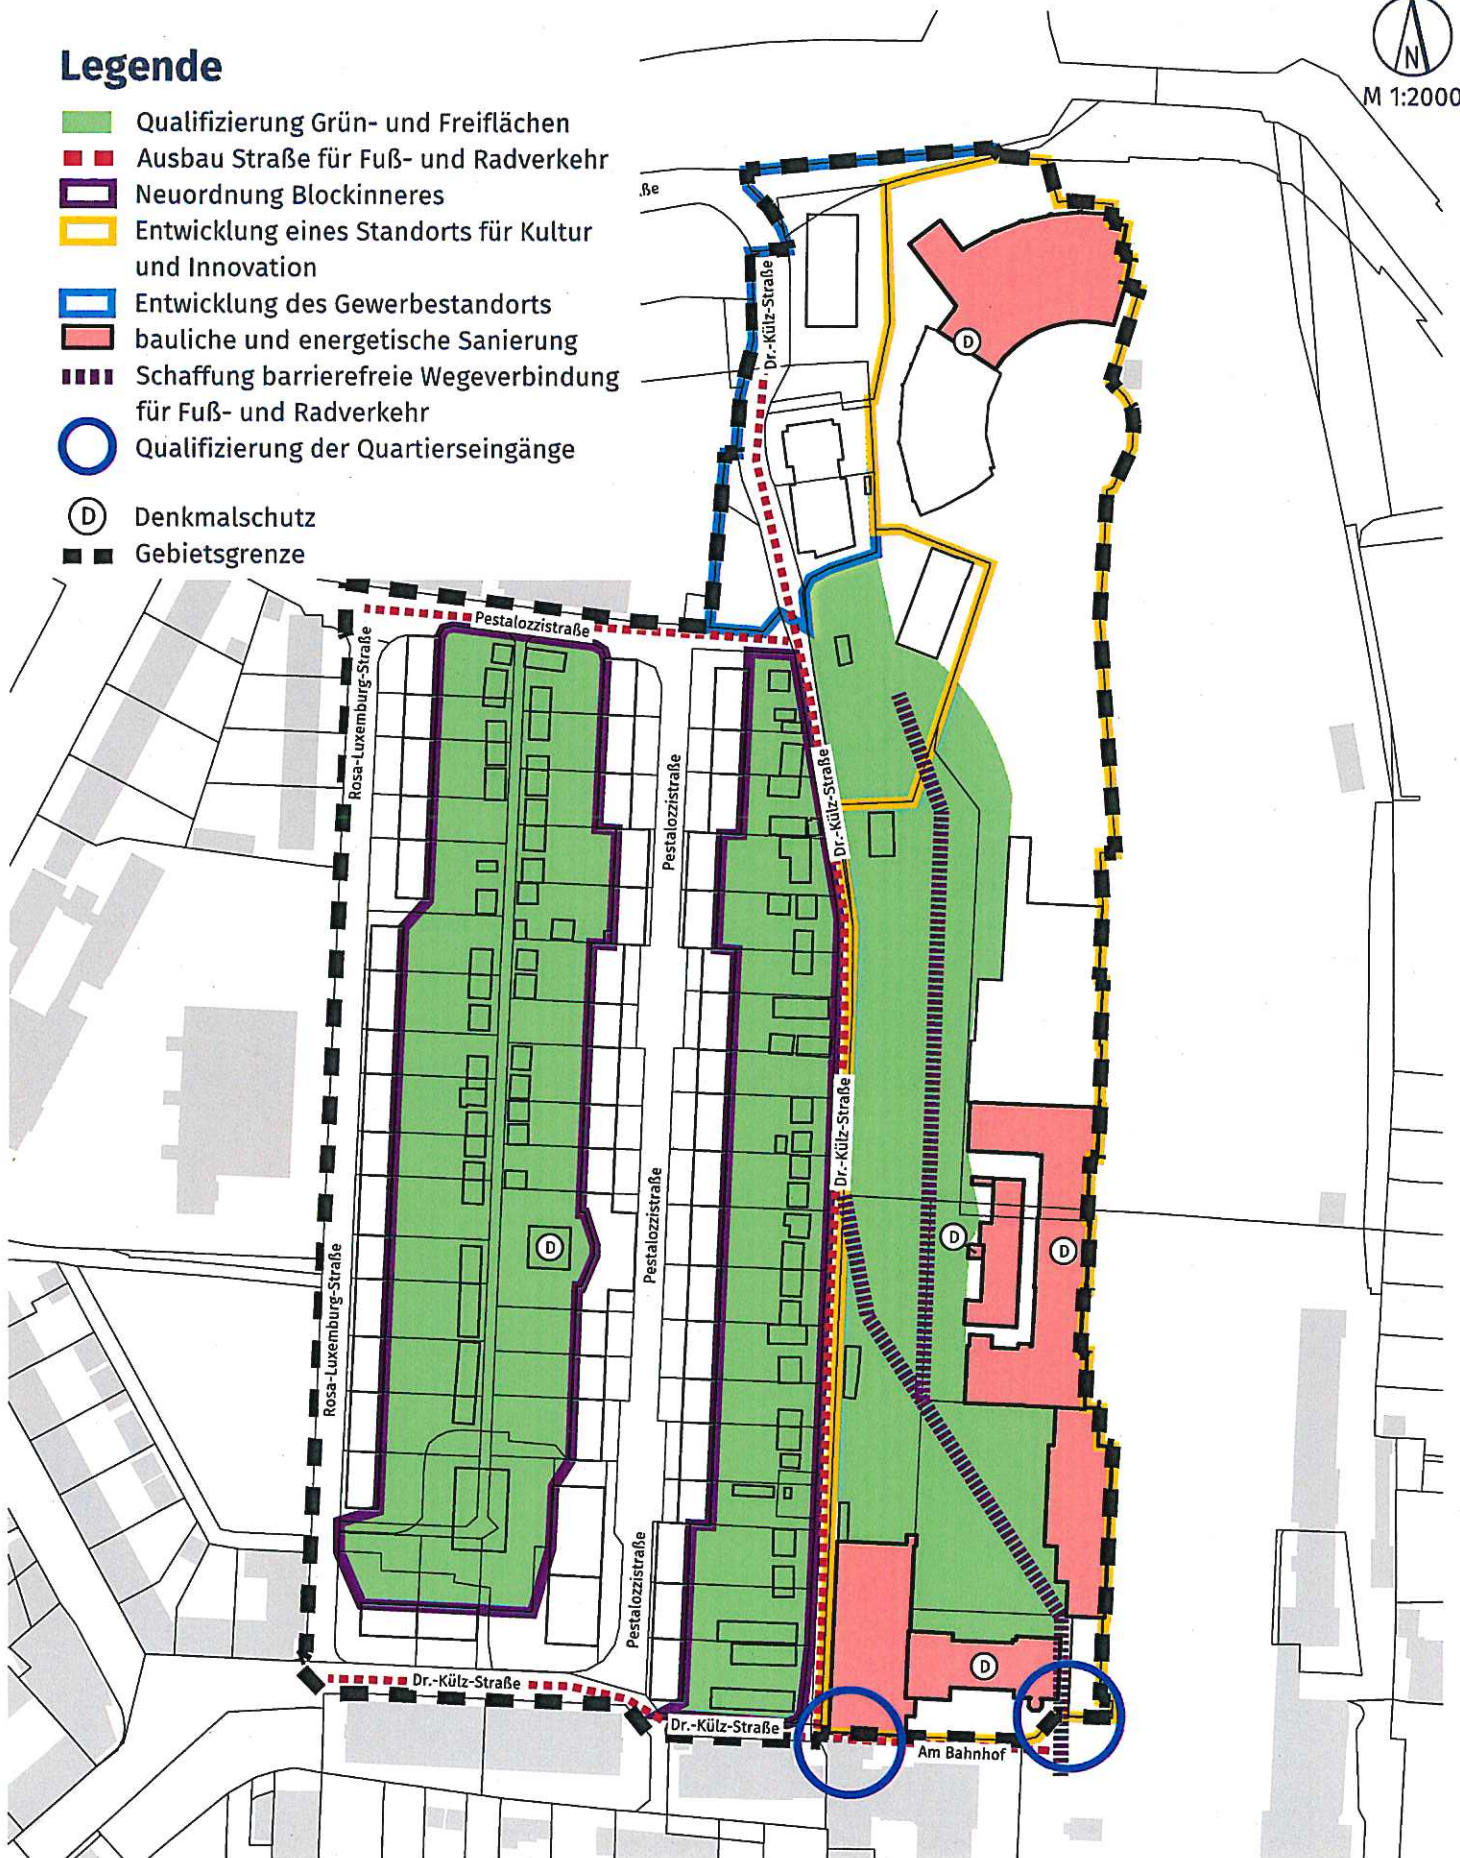 Legende
Qualifizierung Grün- und Freiflächen
Ausbau Straße für Fuß- und Radverkehr
Neuordnung Blockinneres
Entwicklung eines Standorts für Kultur
und Innovation
Entwicklung des Gewerbestandorts
bauliche und energetische Sanierung
Schaffung barrierefreie Wegeverbindung
für Fuß- und Radverkehr
Qualifizierung der Quartierseingänge
D Denkmalschutz
Gebietsgrenze
N
M 1:2000
ße
Dr.-Külz-Straße
D
Pestalozzistraße
Rosa-Luxemburg-Straße
Pestalozzistraße
Dr.-Külz-Straße
Dr.-Külz-Straße
Pestalozzistraße
D
D
D
Rosa-Luxemburg-Straße
Pestalozzistraße
D
Dr.-Külz-Straße
Dr.-Külz-Straße
Am Bahnhof